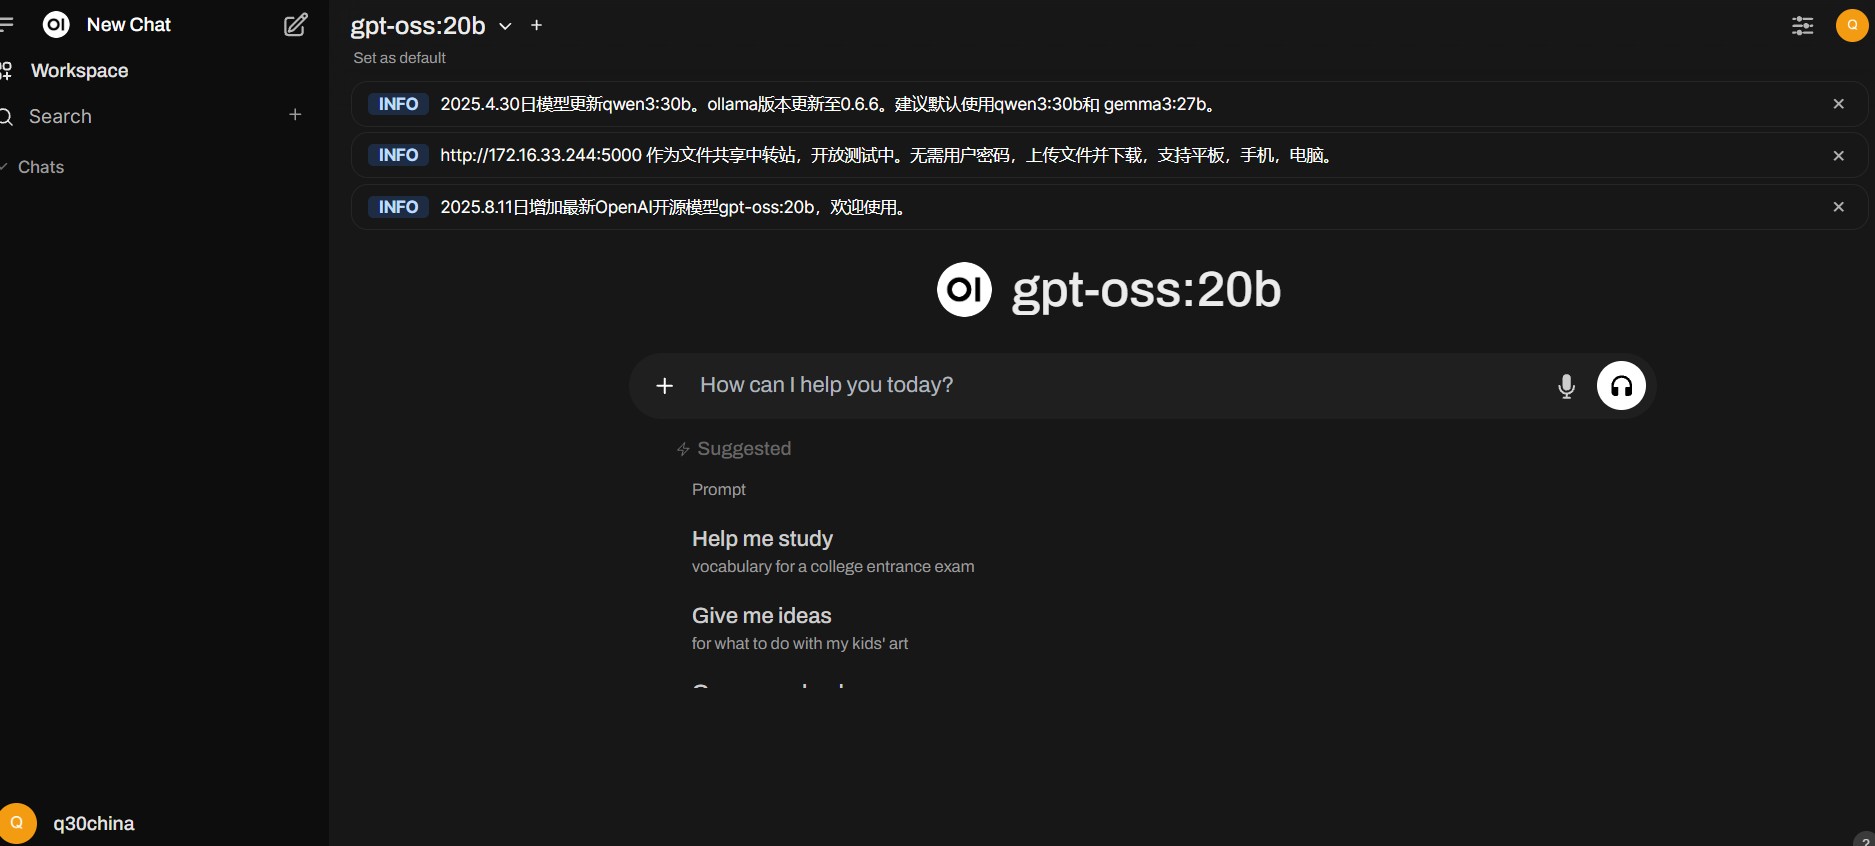 OI New Chat
Workspace
Search
Chats
q30china
gpt-oss:20b
Set as default
Q
INFO 2025.4.30日模型更新qwen3:30b。ollama版本更新至0.6.6。建议默认使用qwen3:30b和 gemma3:27b。
INFO http://172.16.33.244:5000 作为文件共享中转站，开放测试中。无需用户密码，上传文件并下载，支持平板，手机，电脑。
INFO 2025.8.11日增加最新OpenAI开源模型gpt-oss:20b，欢迎使用。
OI gpt-oss:20b
How can I help you today?
Suggested
Prompt
Help me study
vocabulary for a college entrance exam
Give me ideas
for what to do with my kids' art
Q